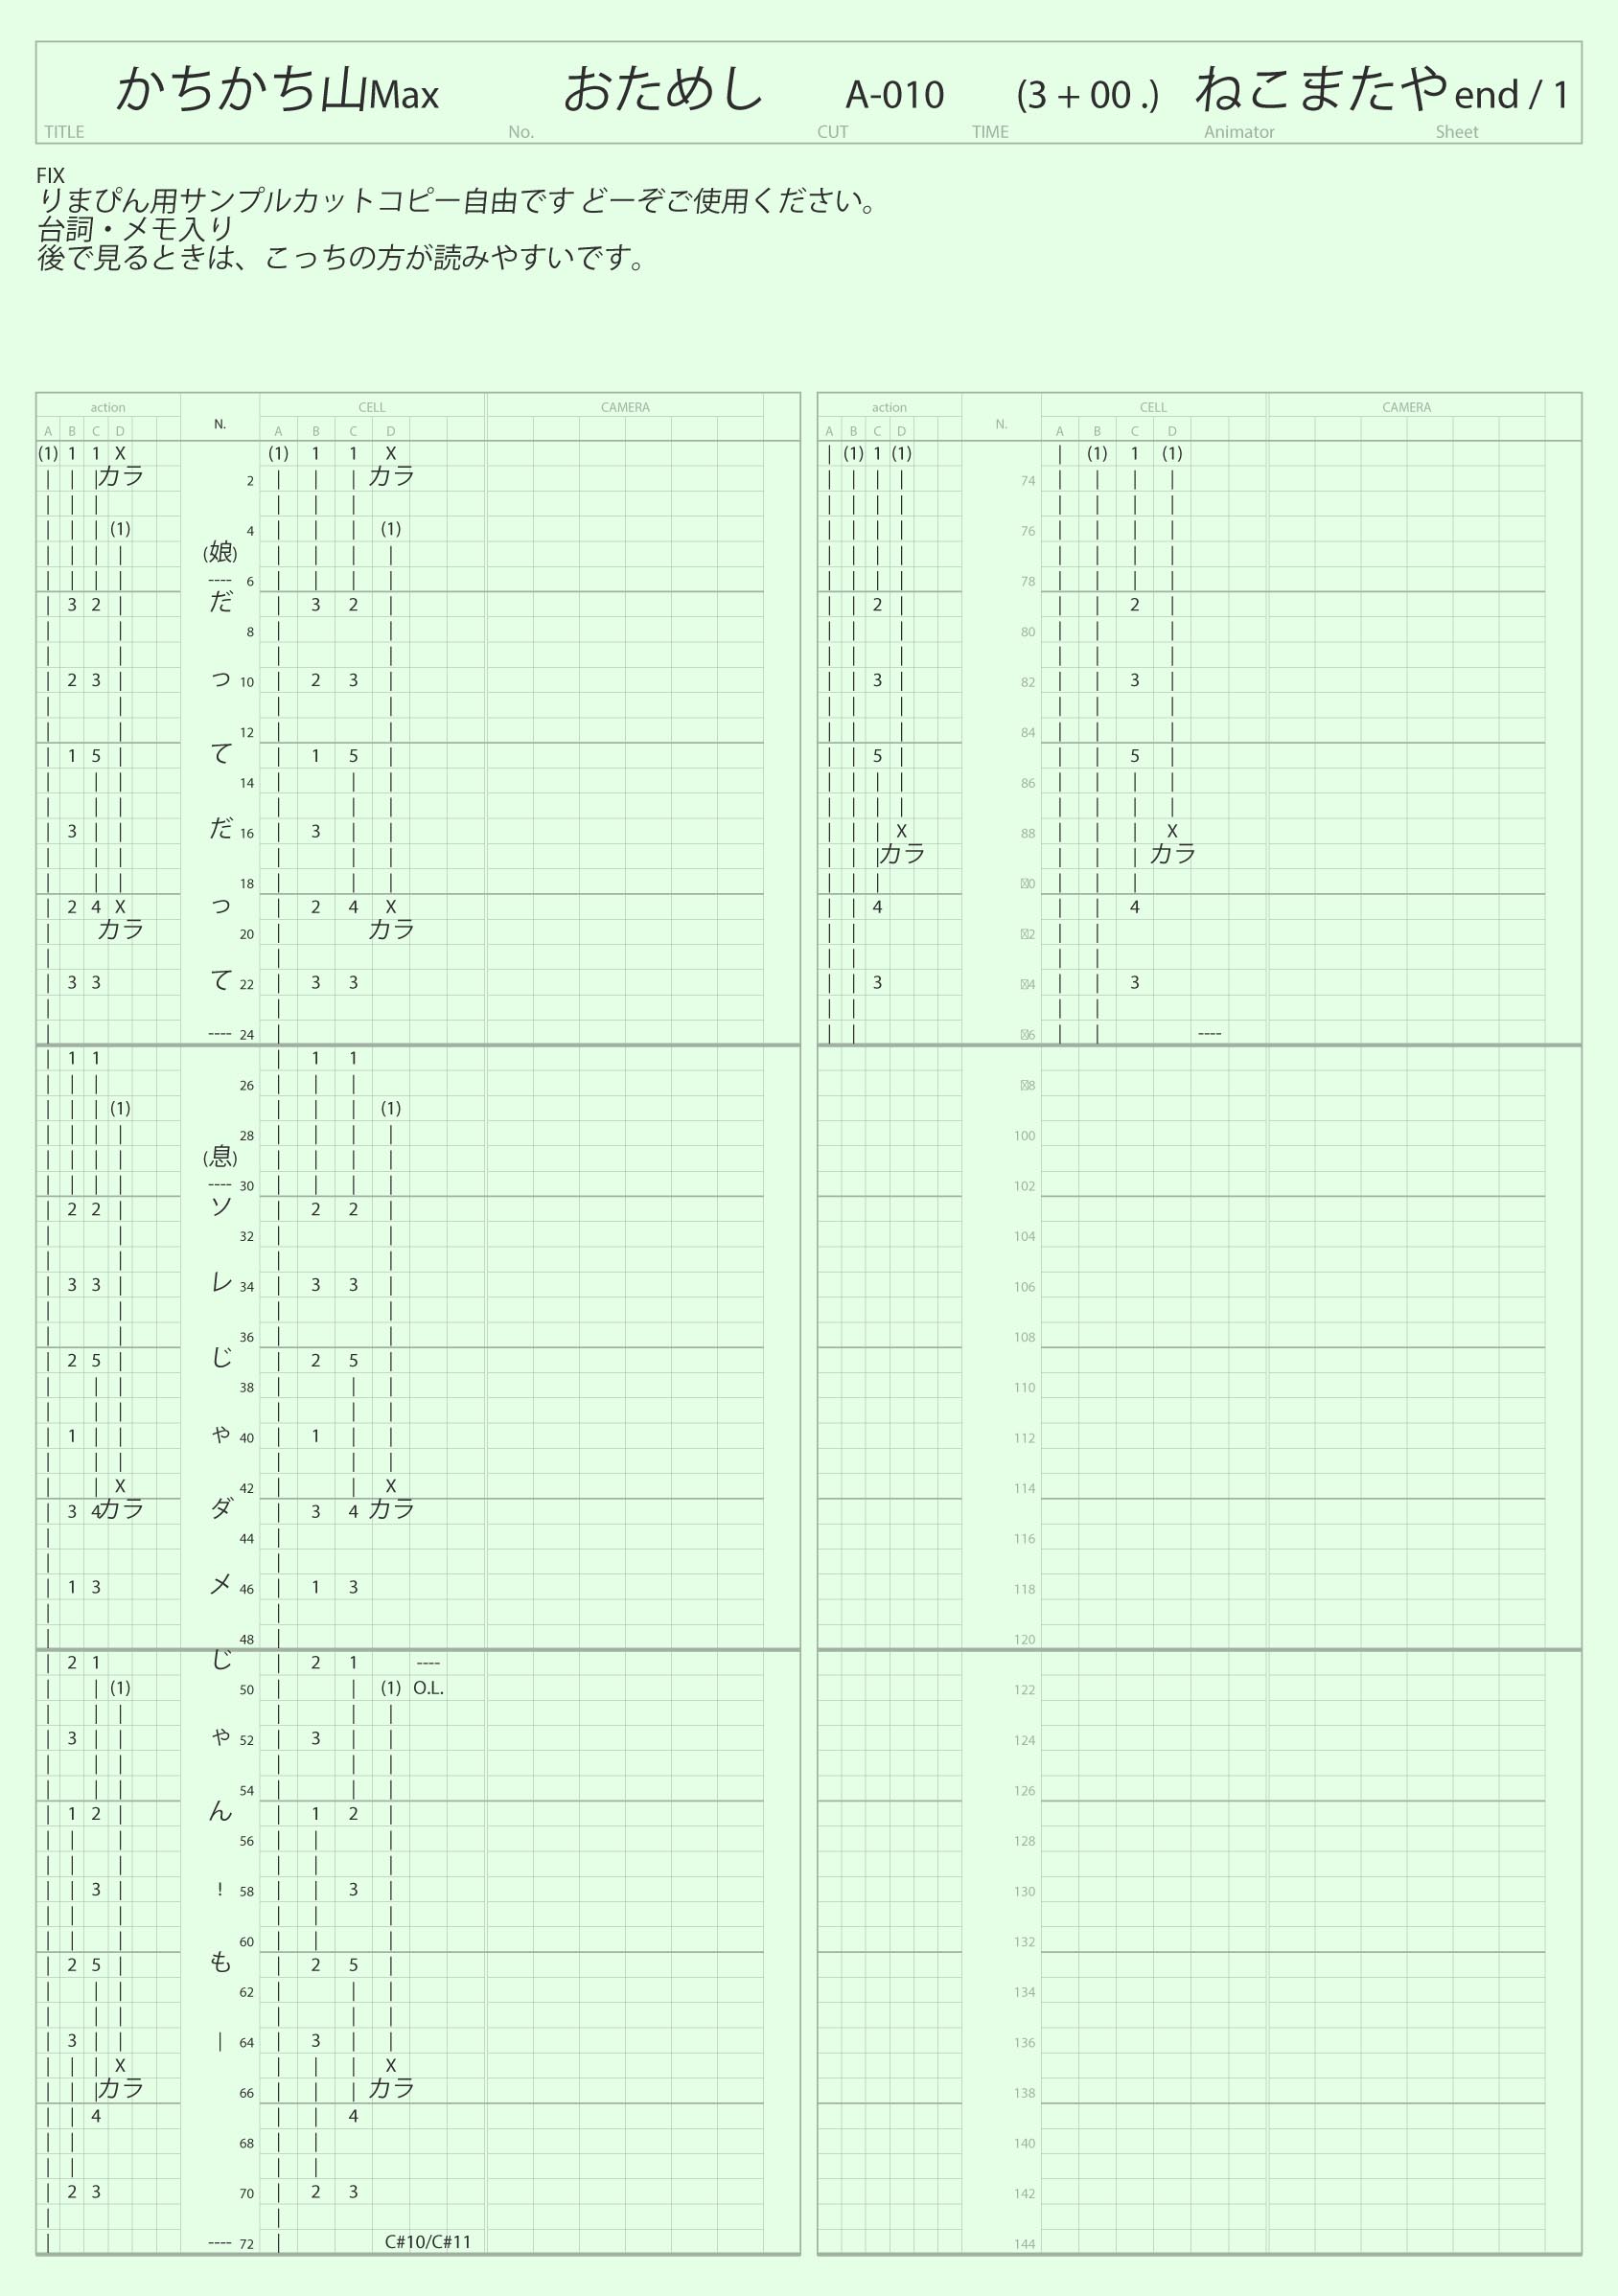 かちかち山Max おためし A-010 (3 + 00 .) ねこまたや end / 1
TITLE No. CUT TIME Animator Sheet
FIX
りまぴん用サンプルカットコピー自由です どーぞご使用ください。
台詞・メモ入り
後で見るときは、こっちの方が読みやすいです。
action N. CELL CAMERA
A B C D A B C D
(1) 1 1 X (1) 1 1 X
カラ 2 カラ
(1) 4 (1)
(娘)
---- 6
3 2 だ 3 2
8
2 3 つ 10 2 3
12
1 5 て 1 5
14
3 だ 16 3
18
2 4 X つ 2 4 X
カラ 20 カラ
3 3 て 22 3 3
---- 24
1 1 1 1
26
(1) (1)
28
(息)
---- 30
2 2 ソ 2 2
32
3 3 レ 34 3 3
36
2 5 じ 2 5
38
1 ゃ 40 1
X 42 X
3 4 カラ ダ 3 4 カラ
44
1 3 メ 46 1 3
48
2 1 じ 2 1 ----
(1) 50 (1) O.L.
3 ゃ 52 3
54
1 2 ん 1 2
56
3 ! 58 3
60
2 5 も 2 5
62
3 | 64 3
X X
カラ 66 カラ
4 4
68
2 3 70 2 3
---- 72 C#10/C#11
action N. CELL CAMERA
A B C D A B C D
(1) 1 (1) (1) 1 (1)
74
76
78
2 2
80
3 82 3
84
5 5
86
X 88 X
カラ カラ
0
4 4
2
3 4 3
6 ----
8
100
102
104
106
108
110
112
114
116
118
120
122
124
126
128
130
132
134
136
138
140
142
144